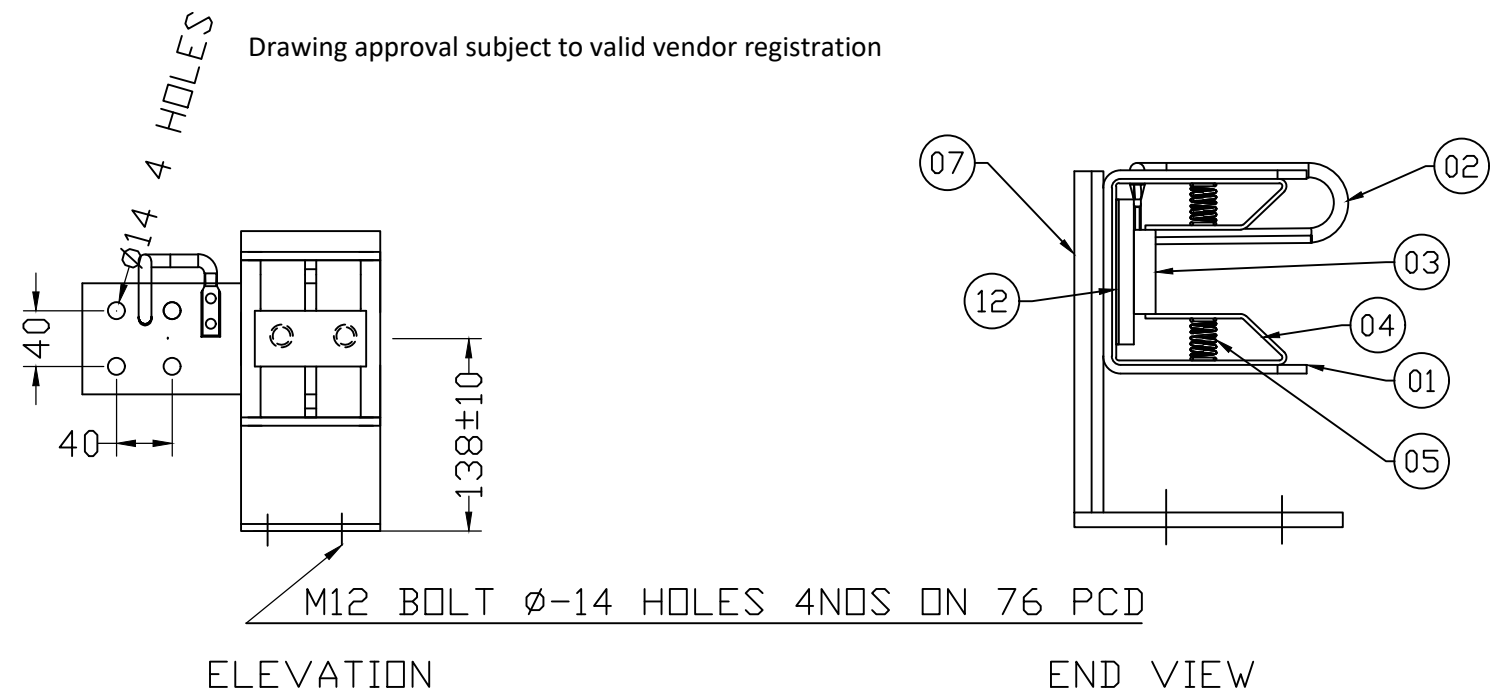 Drawing approval subject to valid vendor registration
Ø14 4 HOLES
40
40
138±10
M12 BOLT Ø-14 HOLES 4NOS ON 76 PCD
ELEVATION
07
02
03
12
04
01
05
END VIEW